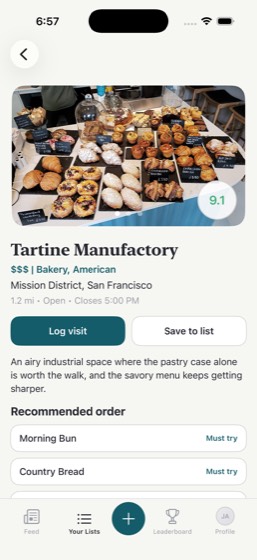 6:57
9.1
Tartine Manufactory
$$$ | Bakery, American
Mission District, San Francisco
1.2 mi • Open • Closes 5:00 PM
Log visit
Save to list
An airy industrial space where the pastry case alone
is worth the walk, and the savory menu keeps getting
sharper.
Recommended order
Morning Bun
Must try
Country Bread
Must try
Feed
Your Lists
Leaderboard
JA
Profile